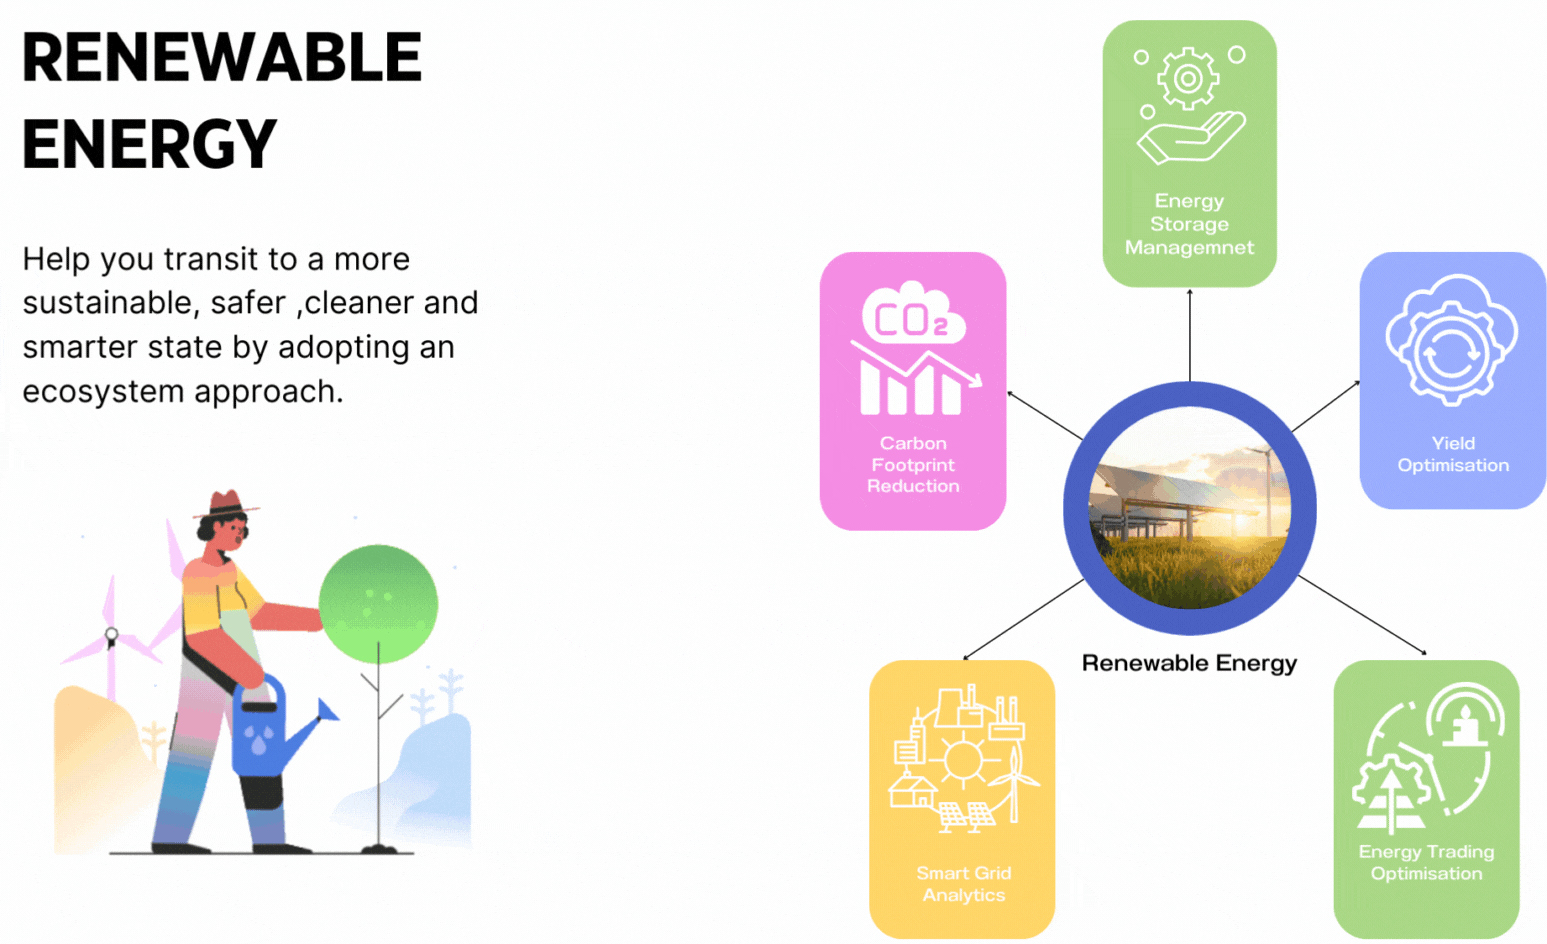 RENEWABLE
ENERGY
Help you transit to a more
sustainable, safer ,cleaner and
smarter state by adopting an
ecosystem approach.
Energy
Storage
Managemnet
CO₂
Carbon
Footprint
Reduction
Yield
Optimisation
Renewable Energy
Smart Grid
Analytics
Energy Trading
Optimisation